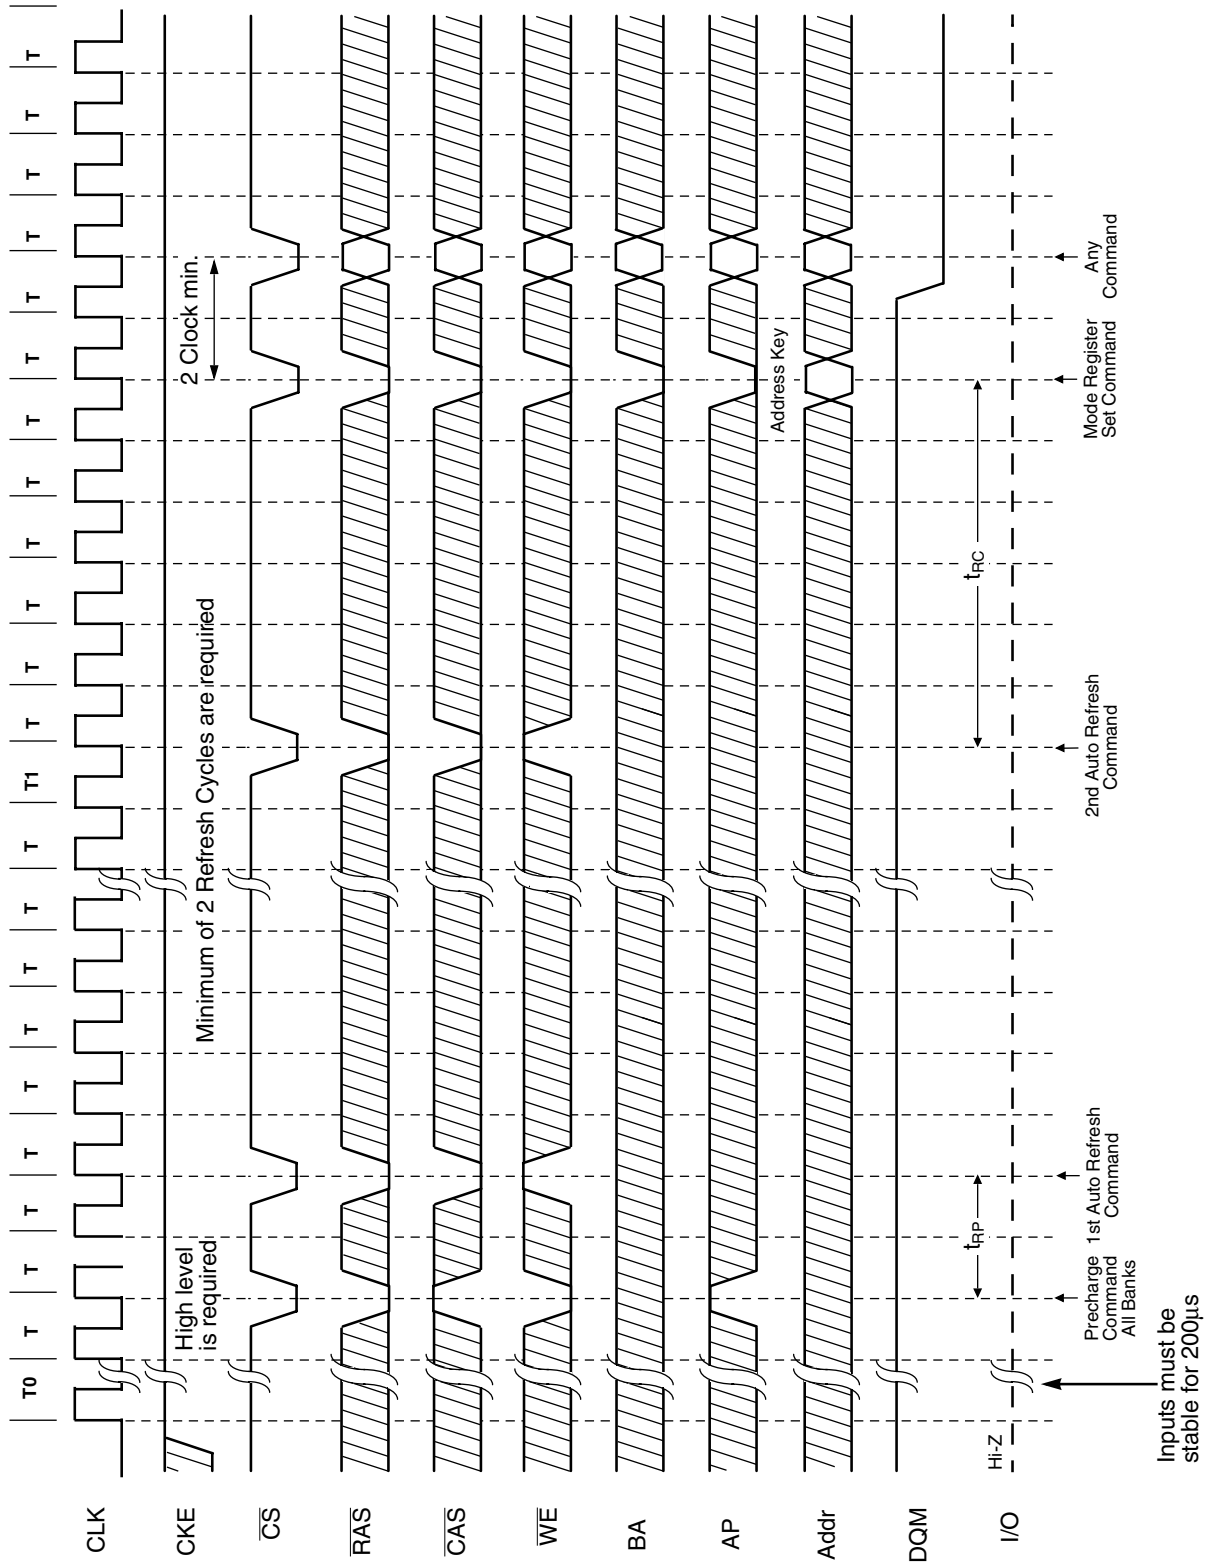 T0 T T T T T T T T T T1 T T T T T T T T T T T T
CLK
CKE
High level
is required
Minimum of 2 Refresh Cycles are required
2 Clock min.
CS
RAS
CAS
WE
BA
AP
Address Key
Addr
DQM
tRP
tRC
Hi-Z
I/O
Precharge
Command
All Banks
1st Auto Refresh
Command
2nd Auto Refresh
Command
Mode Register
Set Command
Any
Command
Inputs must be
stable for 200µs